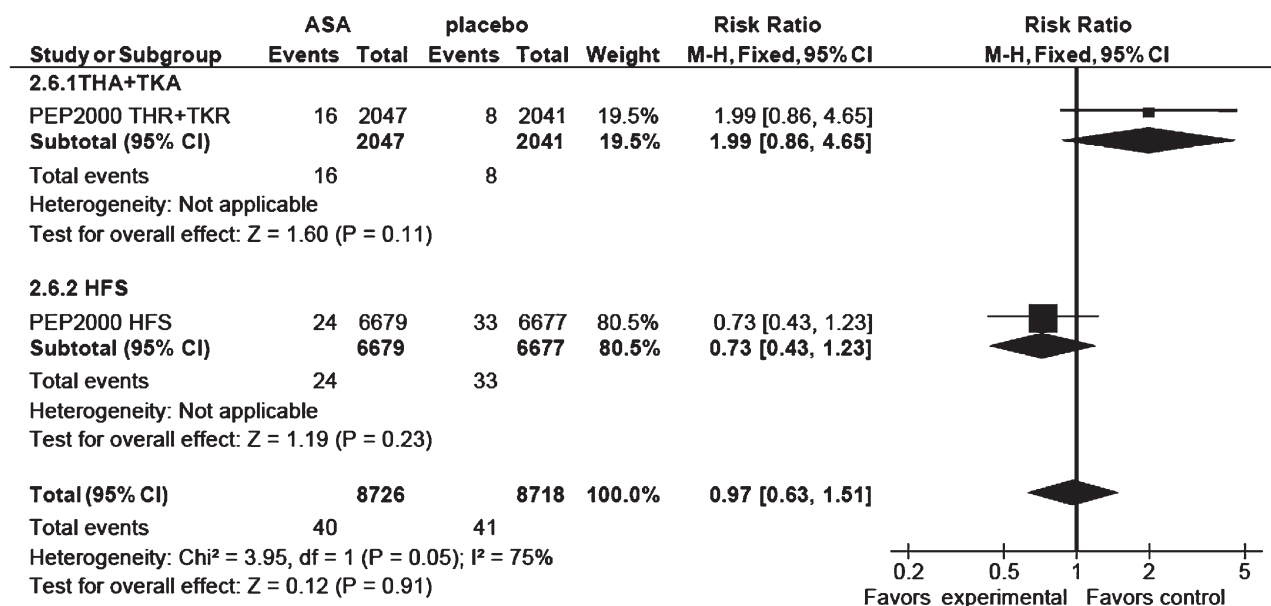 ASA placebo Risk Ratio Risk Ratio
Study or Subgroup Events Total Events Total Weight M-H, Fixed, 95% CI M-H, Fixed, 95% CI
2.6.1THA+TKA
PEP2000 THR+TKR 16 2047 8 2041 19.5% 1.99 [0.86, 4.65]
Subtotal (95% CI) 2047 2041 19.5% 1.99 [0.86, 4.65]
Total events 16 8
Heterogeneity: Not applicable
Test for overall effect: Z = 1.60 (P = 0.11)
2.6.2 HFS
PEP2000 HFS 24 6679 33 6677 80.5% 0.73 [0.43, 1.23]
Subtotal (95% CI) 6679 6677 80.5% 0.73 [0.43, 1.23]
Total events 24 33
Heterogeneity: Not applicable
Test for overall effect: Z = 1.19 (P = 0.23)
Total (95% CI) 8726 8718 100.0% 0.97 [0.63, 1.51]
Total events 40 41
Heterogeneity: Chi² = 3.95, df = 1 (P = 0.05); I² = 75%
Test for overall effect: Z = 0.12 (P = 0.91)
0.2 0.5 1 2 5
Favors experimental Favors control